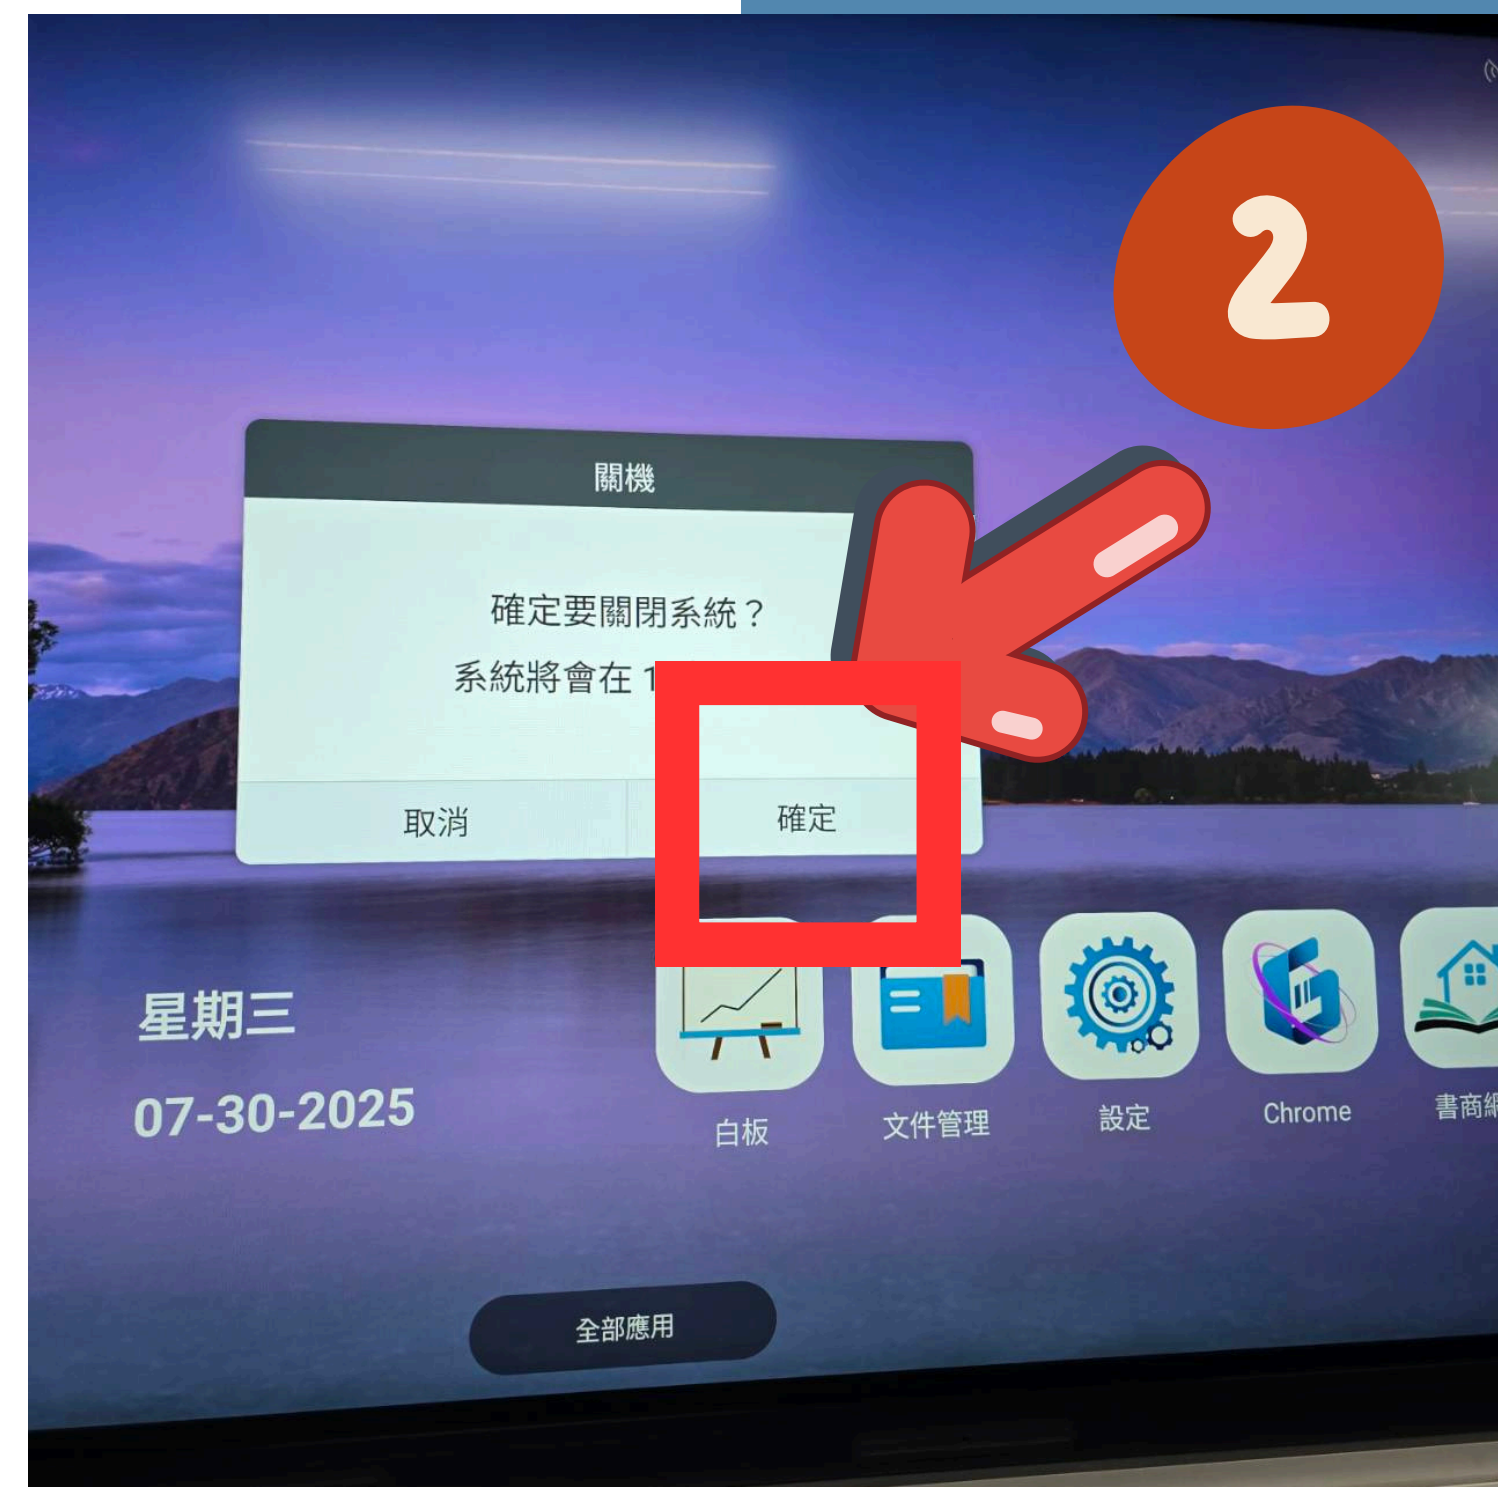 2
關機
確定要關閉系統？
系統將會在 1
取消
確定
星期三
07-30-2025
白板
文件管理
設定
Chrome
書商
全部應用